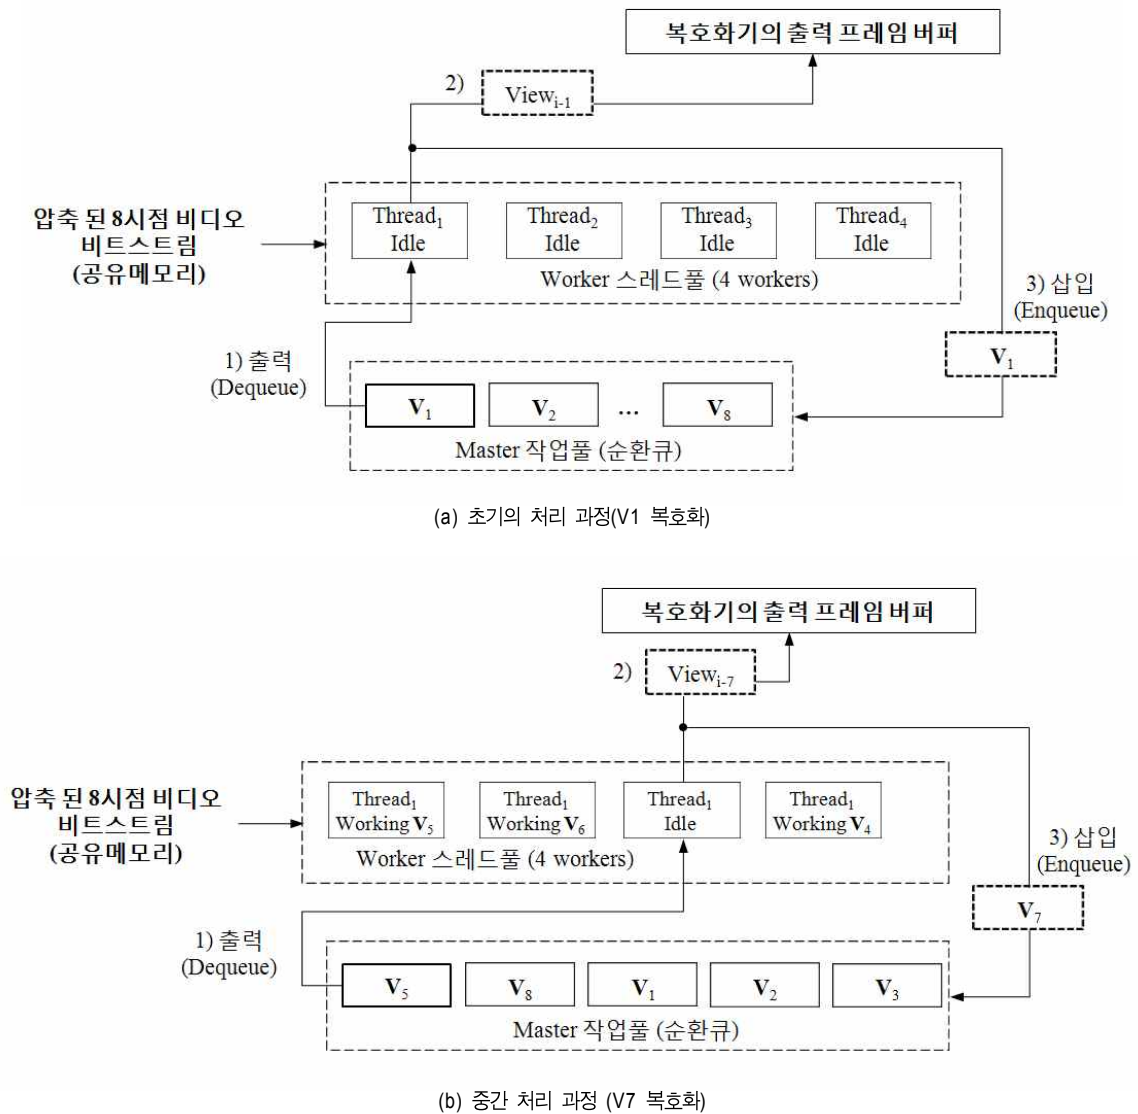 복호화기의 출력 프레임 버퍼
2)
View i-1
압축 된 8시점 비디오
비트스트림
(공유메모리)
Thread1
Idle
Thread2
Idle
Thread3
Idle
Thread4
Idle
Worker 스레드풀 (4 workers)
3) 삽입
(Enqueue)
V1
1) 출력
(Dequeue)
V1
V2
...
V8
Master 작업풀 (순환큐)
(a) 초기의 처리 과정(V1 복호화)
복호화기의 출력 프레임 버퍼
2)
View i-7
압축 된 8시점 비디오
비트스트림
(공유메모리)
Thread1
Working V5
Thread1
Working V6
Thread1
Idle
Thread1
Working V4
Worker 스레드풀 (4 workers)
3) 삽입
(Enqueue)
V7
1) 출력
(Dequeue)
V5
V8
V1
V2
V3
Master 작업풀 (순환큐)
(b) 중간 처리 과정 (V7 복호화)